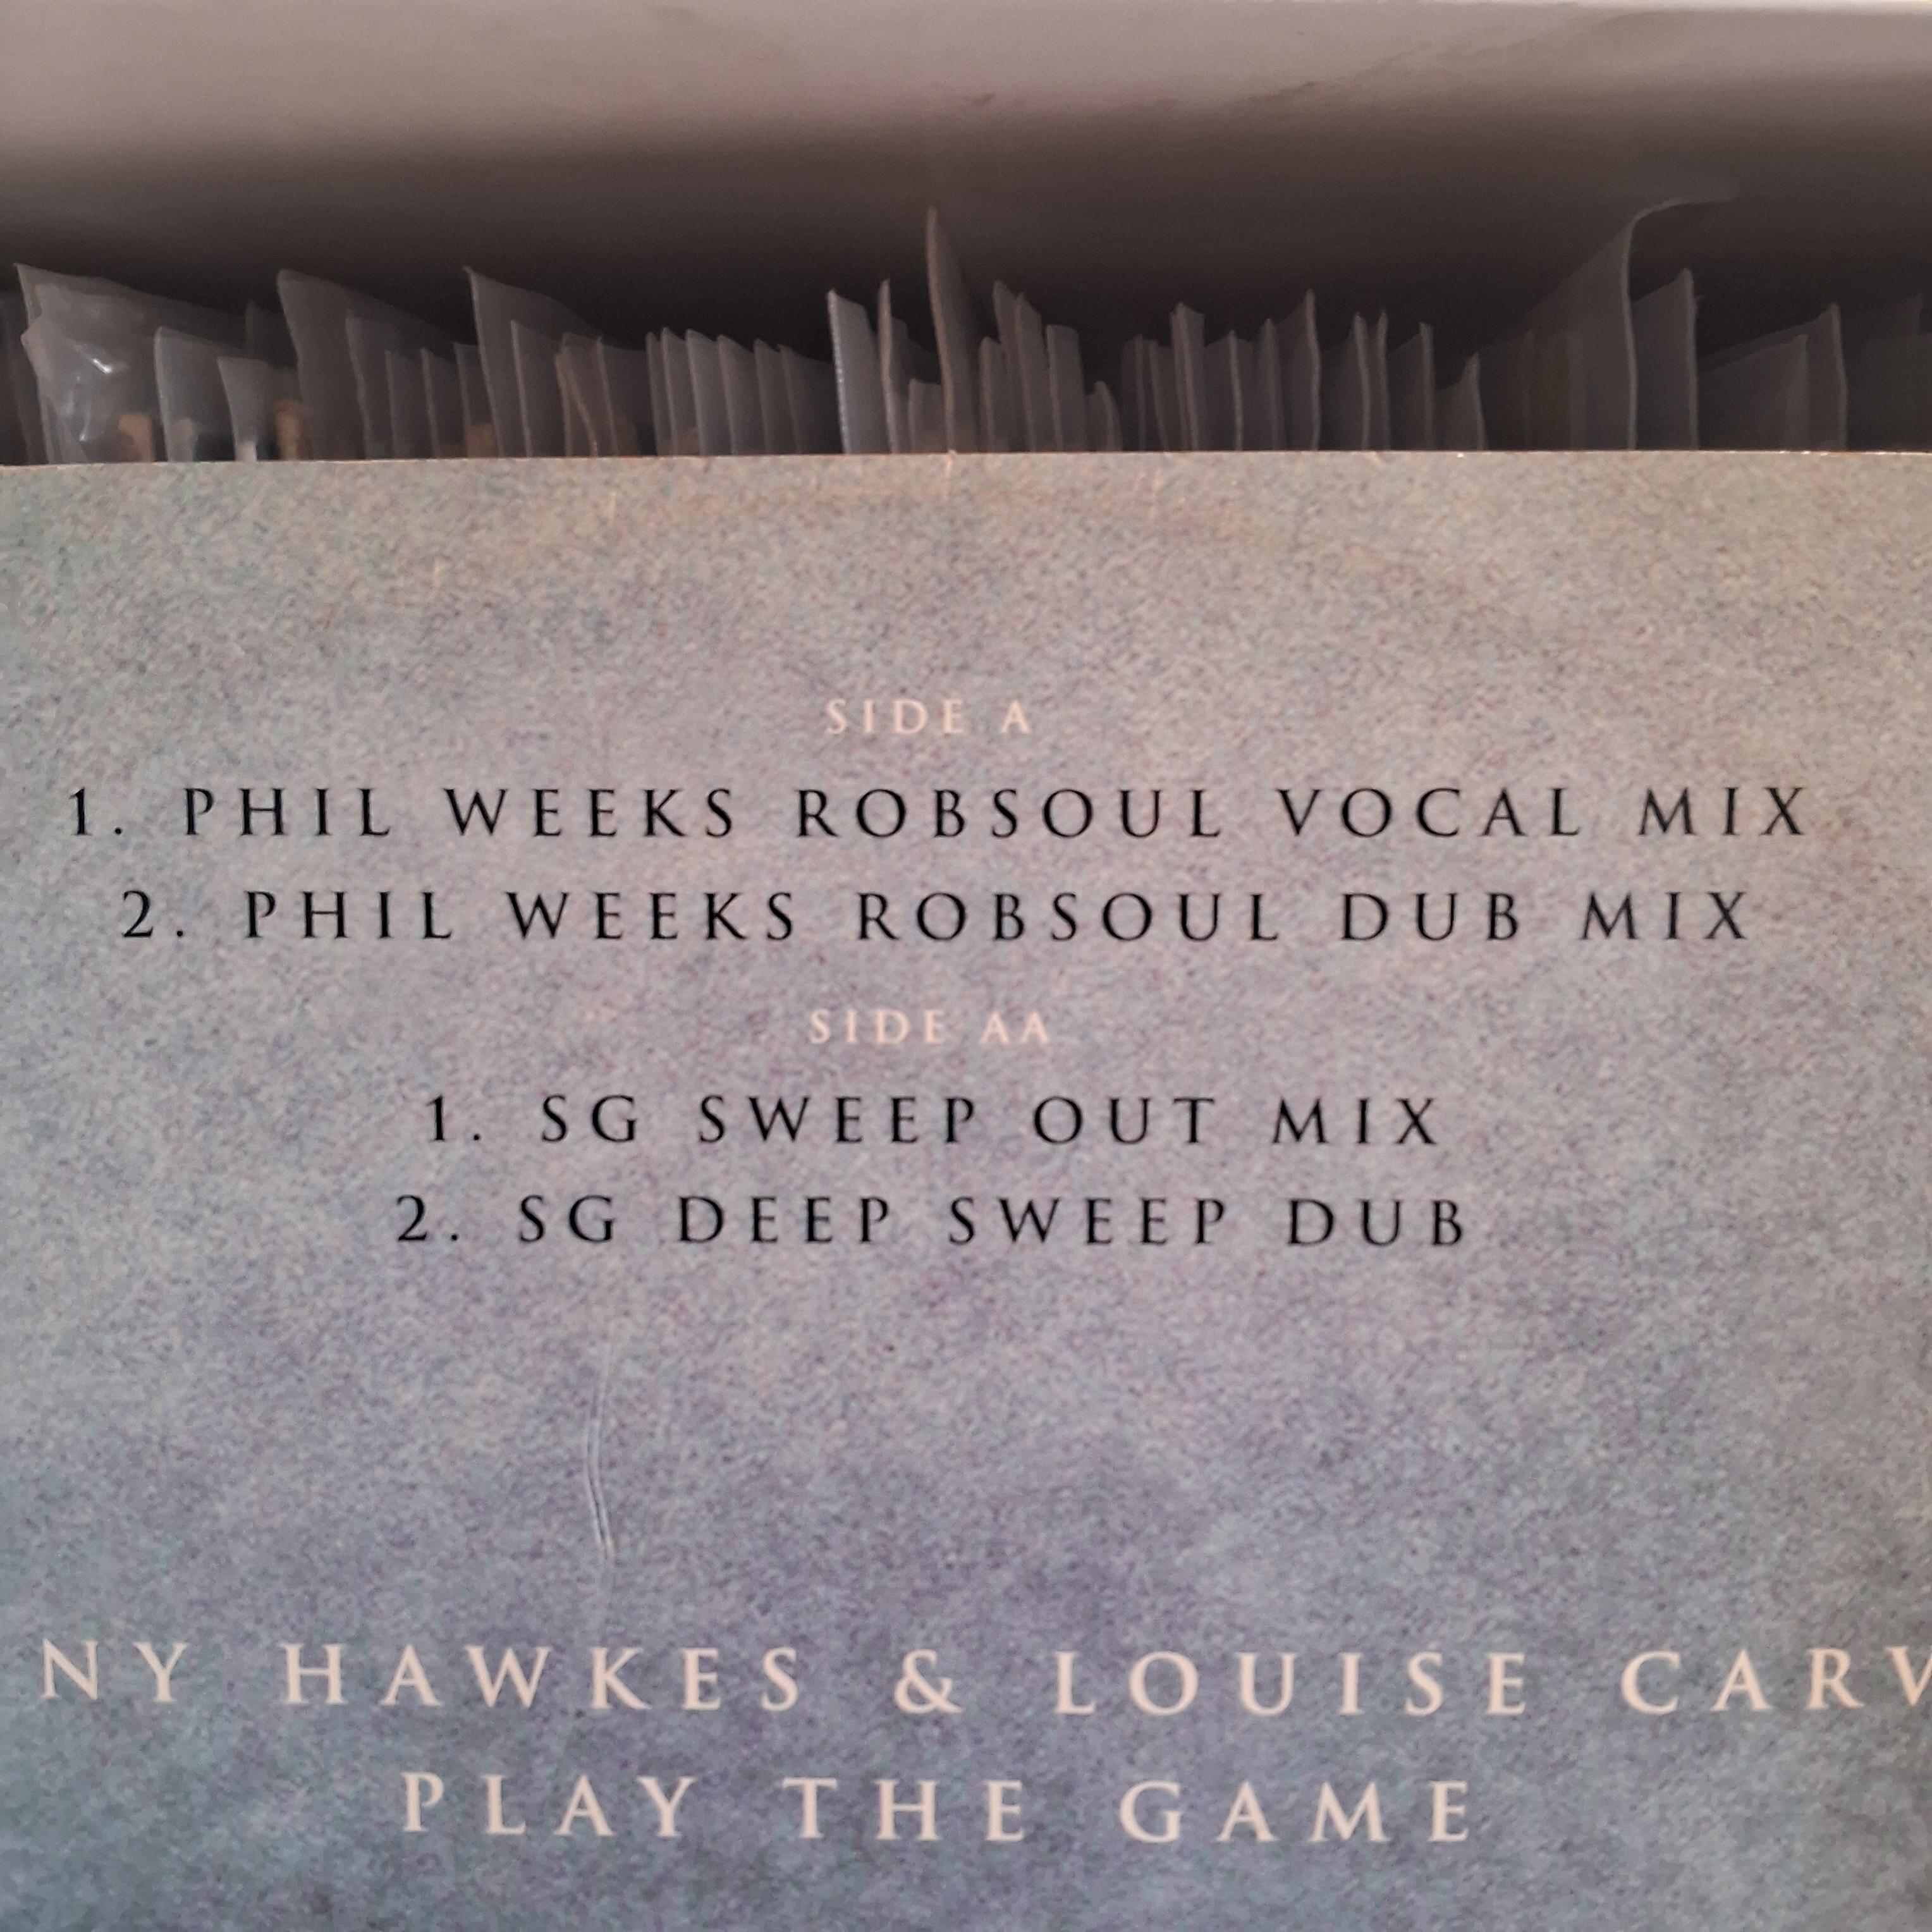 SIDE A
1. PHIL WEEKS ROBSOUL VOCAL MIX
2. PHIL WEEKS ROBSOUL DUB MIX
SIDE AA
1. SG SWEEP OUT MIX
2. SG DEEP SWEEP DUB
NY HAWKES & LOUISE CARV
PLAY THE GAME